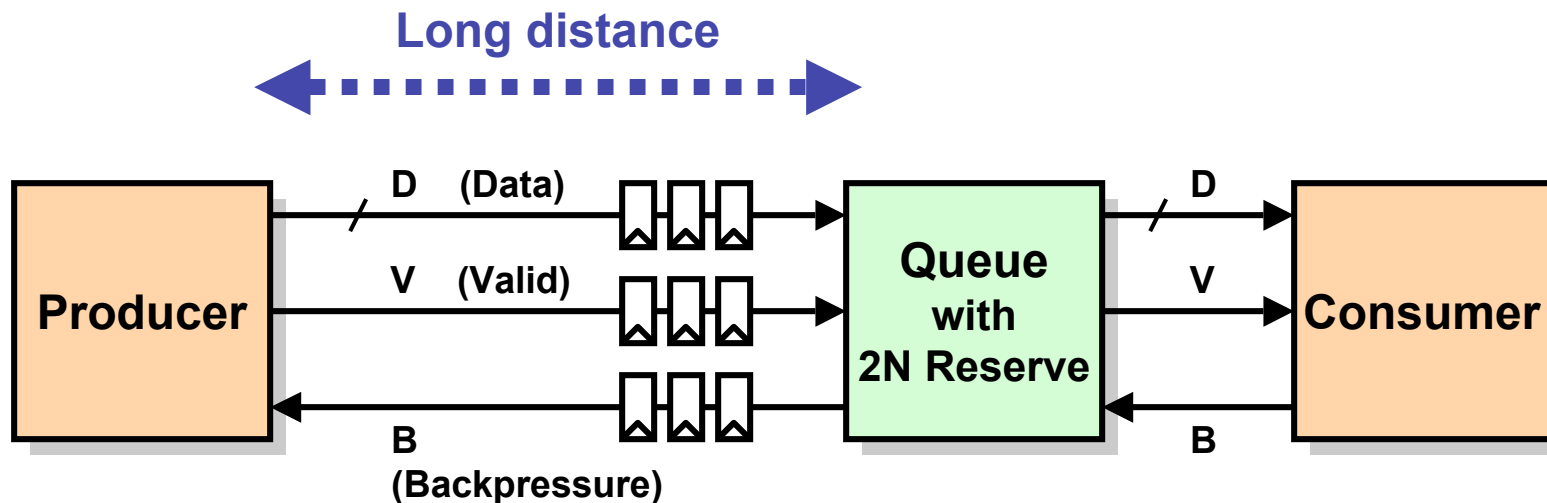 Long distance
D (Data)
D
V (Valid)
V
Producer
Queue
with
2N Reserve
Consumer
B
(Backpressure)
B